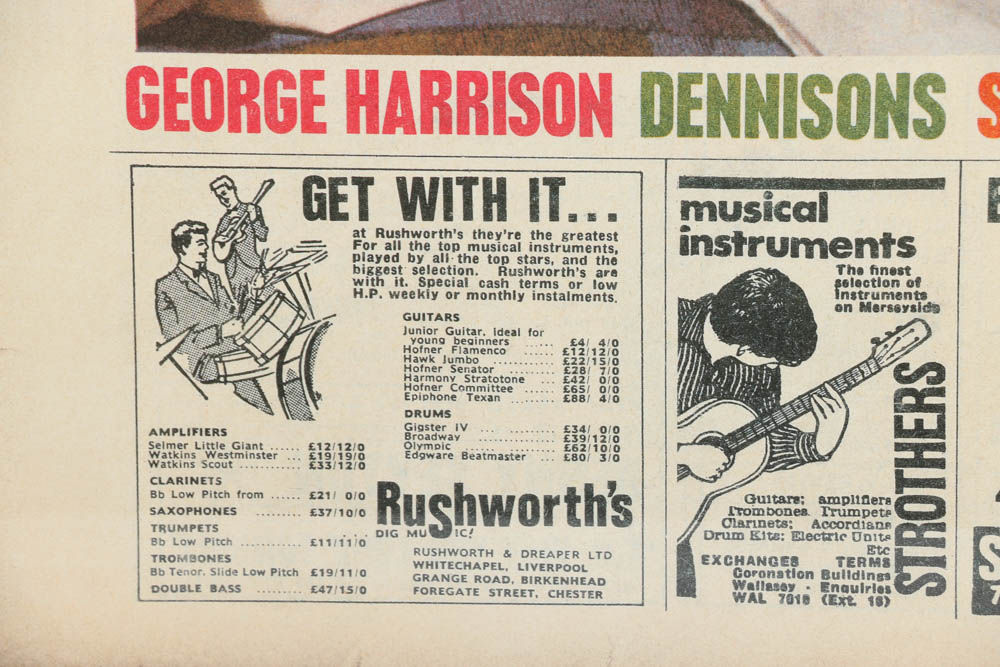 GEORGE HARRISON DENNISONS S
GET WITH IT...
at Rushworth's they're the greatest
For all the top musical instruments,
played by all the top stars, and the
biggest selection. Rushworth's are
with it. Special cash terms or low
H.P. weekly or monthly instalments.
GUITARS
Junior Guitar, ideal for
young beginners ...... £4/ 4/0
Hofner Flamenco ...... £12/12/0
Hawk Jumbo ...... £22/15/0
Hofner Senator ...... £28/ 7/0
Harmony Stratotone ... £42/ 0/0
Hofner Committee ...... £65/ 0/0
Epiphone Texan ...... £88/ 4/0
DRUMS
Gigster IV ... £34/ 0/0
Broadway ...... £39/12/0
Olympic ...... £62/10/0
Edgware Beatmaster ... £80/ 3/0
AMPLIFIERS
Selmer Little Giant .... £12/12/0
Watkins Westminster ... £19/19/0
Watkins Scout ...... £33/12/0
CLARINETS
Bb Low Pitch from ...... £21/ 0/0
SAXOPHONES ...... £37/10/0
TRUMPETS
Bb Low Pitch ...... £11/11/0
TROMBONES
Bb Tenor. Slide Low Pitch £19/11/0
DOUBLE BASS ...... £47/15/0
Rushworth's
... DIG MUSIC!
RUSHWORTH & DREAPER LTD
WHITECHAPEL, LIVERPOOL
GRANGE ROAD, BIRKENHEAD
FOREGATE STREET, CHESTER
musical
instruments
The finest
selection of
Instruments
on Merseyside
STROTHERS
Guitars; amplifiers
Trombones Trumpets
Clarinets; Accordians
Drum Kits; Electric Units
Etc
EXCHANGES TERMS
Coronation Buildings
Wallasey - Enquiries
WAL 7018 (Ext. 16)
S
7